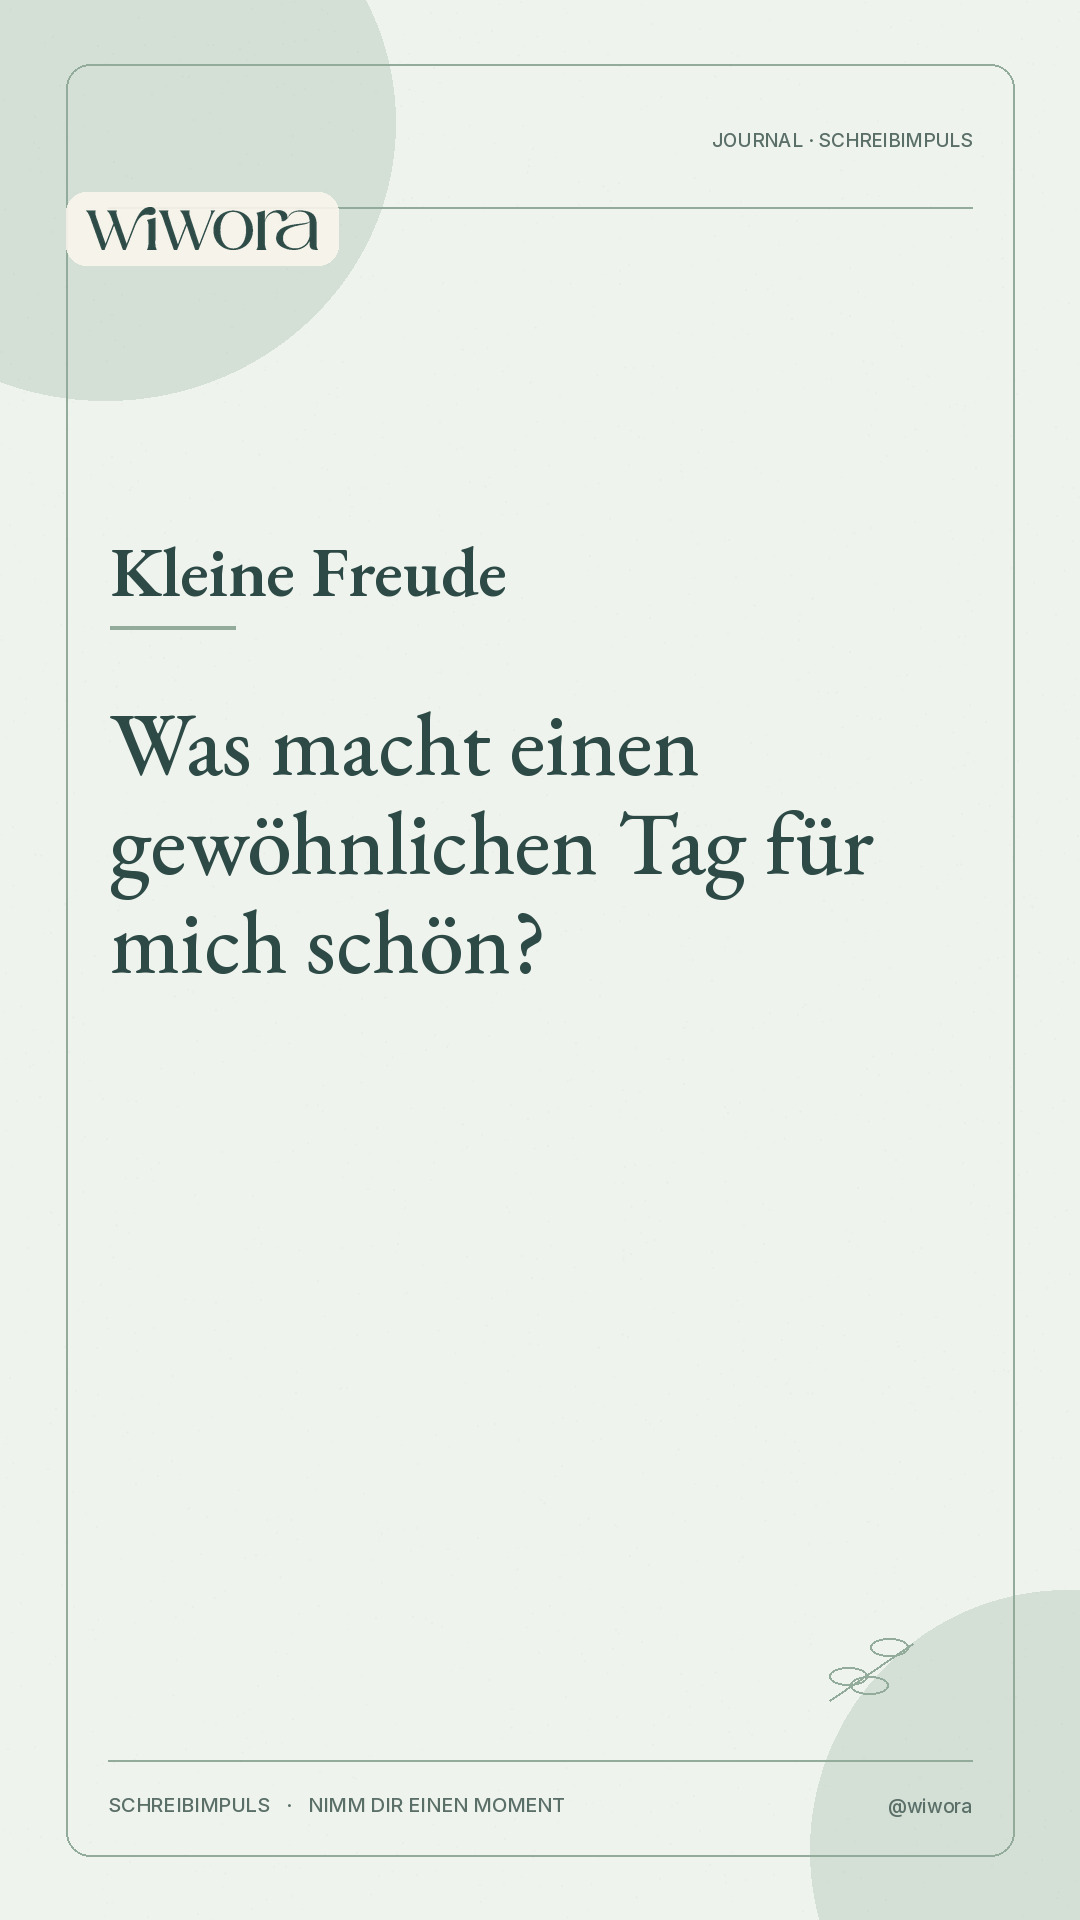 JOURNAL · SCHREIBIMPULS
wiwora
Kleine Freude
Was macht einen
gewöhnlichen Tag für
mich schön?
SCHREIBIMPULS · NIMM DIR EINEN MOMENT
@wiwora